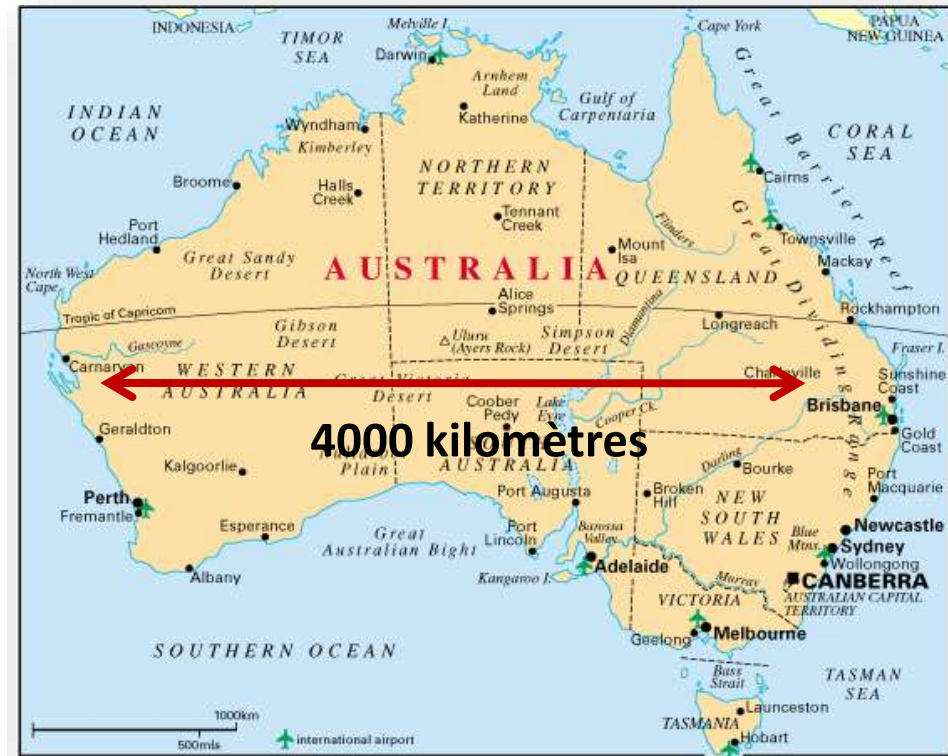 INDONESIA
TIMOR
SEA
Melville I.
Darwin
Cape York
PAPUA
NEW GUINEA
Arnhem
Land
Gulf of
Carpentaria
INDIAN
OCEAN
Wyndham
Kimberley
Katherine
CORAL
SEA
Great Barrier Reef
Broome
Halls
Creek
NORTHERN
TERRITORY
Cairns
Port
Hedland
Tennant
Creek
Flinders
Townsville
Great Sandy
Desert
Mount
Isa
Mackay
North West
Cape
AUSTRALIA
QUEENSLAND
Great Dividing Range
Tropic of Capricorn
Alice
Springs
Diamantina
Longreach
Rockhampton
Gibson
Desert
Uluru
(Ayers Rock)
Simpson
Desert
Fraser I.
Gascoyne
Carnarvon
WESTERN
AUSTRALIA
Great Victoria
Desert
Charleville
Sunshine
Coast
Coober
Pedy
Lake
Eyre
Cooper Ck.
Brisbane
Gold
Coast
Geraldton
4000 kilomètres
Kalgoorlie
Plain
AUSTRALIA
Darling
Bourke
Port
Macquarie
Perth
Fremantle
Port Augusta
Broken
Hill
NEW
SOUTH
WALES
Newcastle
Esperance
Great
Australian Bight
Port
Lincoln
Barossa
Valley
Blue
Mtns.
Sydney
Wollongong
Albany
Kangaroo I.
Adelaide
Murray
CANBERRA
AUSTRALIAN CAPITAL
TERRITORY
VICTORIA
Geelong
Melbourne
SOUTHERN OCEAN
Bass
Strait
TASMAN
SEA
Launceston
TASMANIA
Hobart
1000km
500mls
international airport